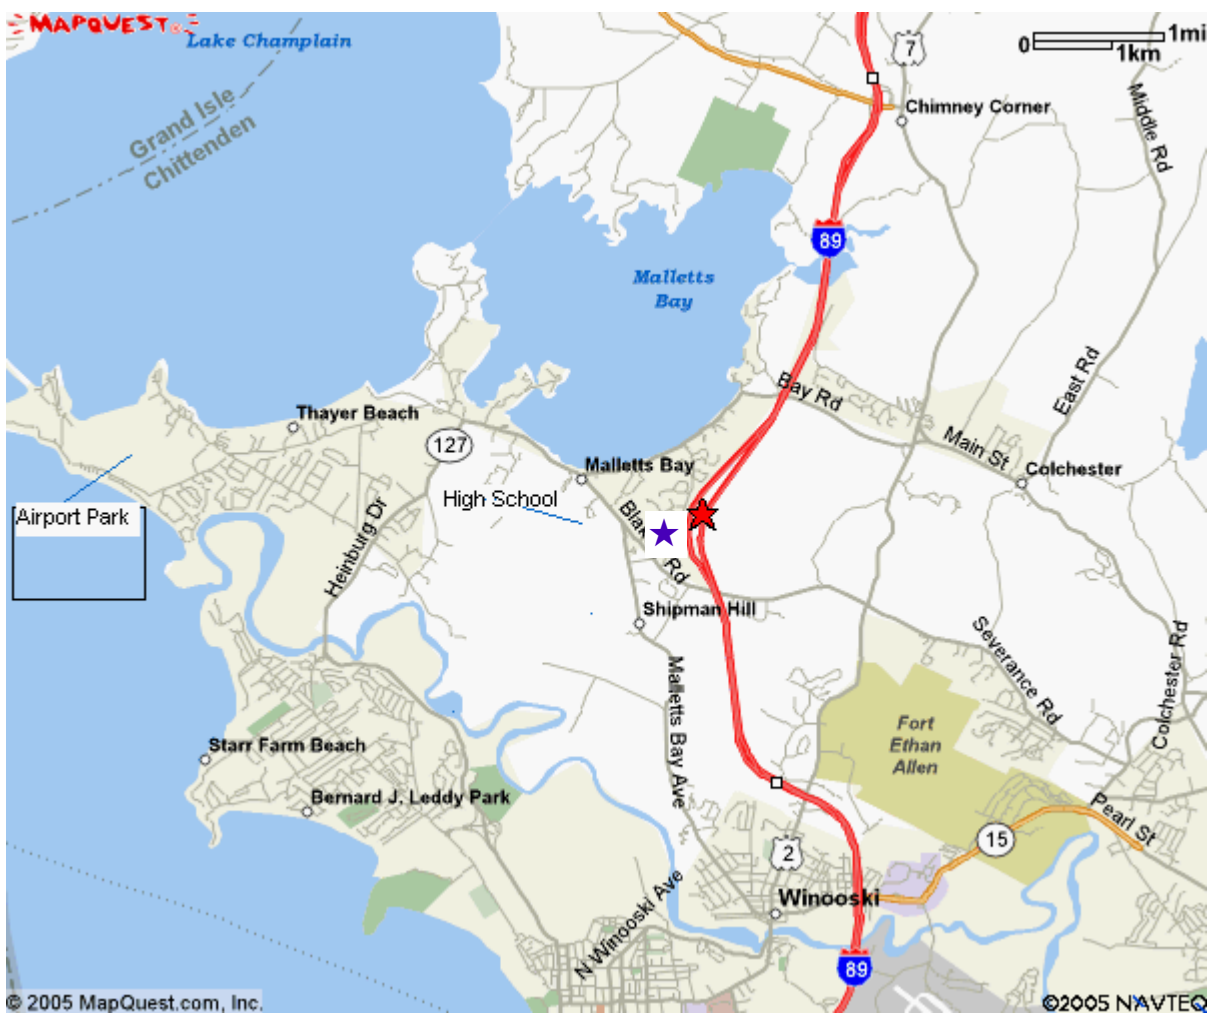 MAPQUEST
Lake Champlain
7
0
1mi
1km
Grand Isle
Chittenden
Chimney Corner
Middle Rd
89
Malletts
Bay
Thayer Beach
127
Bay Rd
East Rd
Main St
Malletts Bay
Colchester
High School
Airport Park
Heinburg Dr
Rd
Shipman Hill
Severance Rd
Colchester Rd
Malletts Bay Ave
Fort
Ethan
Allen
Starr Farm Beach
Bernard J. Leddy Park
Pearl St
15
2
Winooski
N Winooski Ave
89
© 2005 MapQuest.com, Inc.
©2005 NAVTEQ